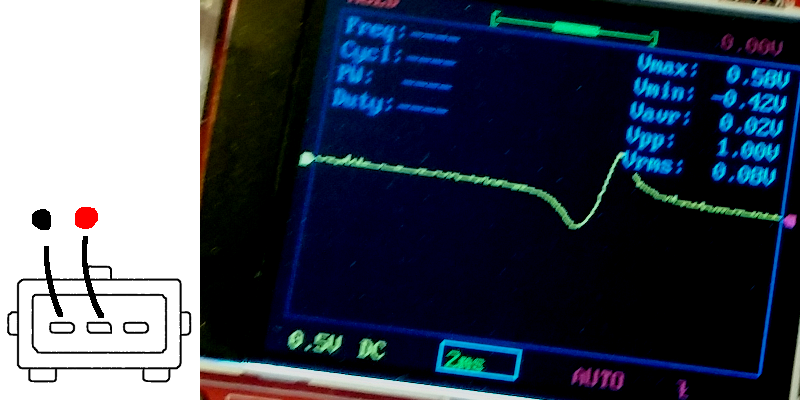 HOLD
0.00V
Freq:----
Cycl:----
PW: ----
Duty:----
Vmax: 0.58V
Vmin: -0.42V
Vavr: 0.02V
Vpp: 1.00V
Vrms: 0.08V
0.5V DC
2ms
AUTO